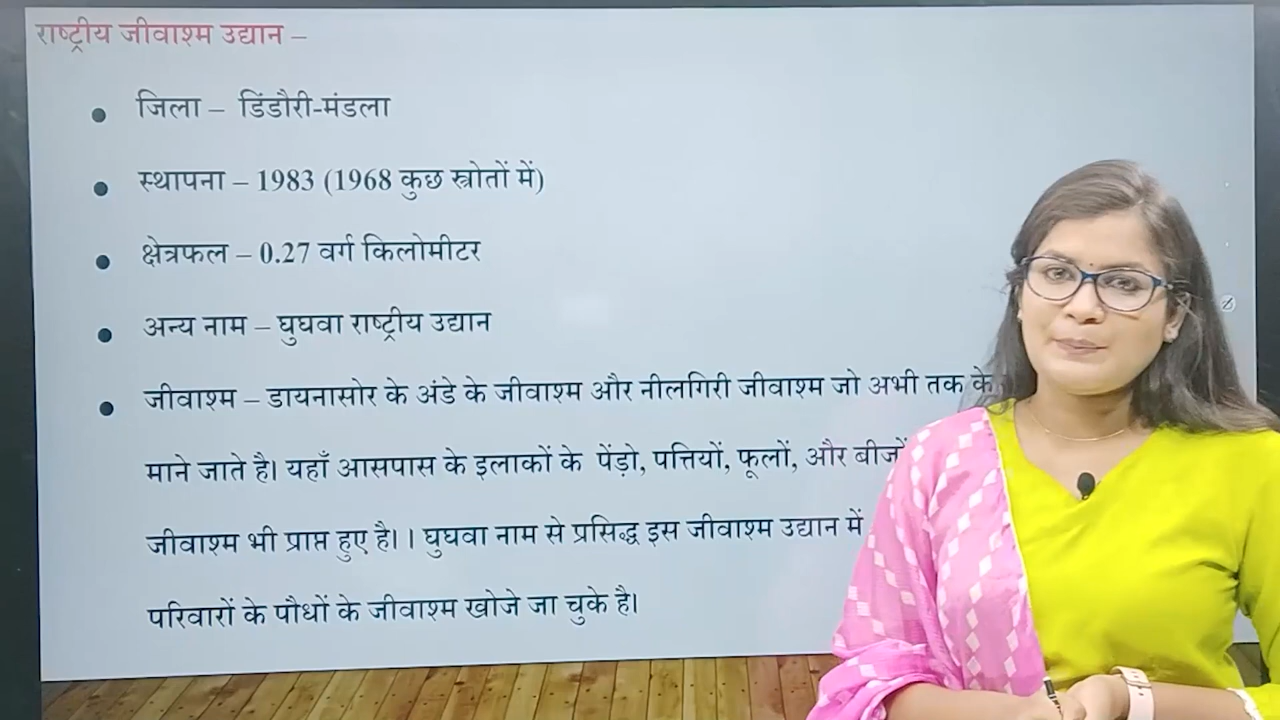 राष्ट्रीय जीवाश्म उद्यान –
जिला – डिंडौरी-मंडला
स्थापना – 1983 (1968 कुछ स्त्रोतों में)
क्षेत्रफल – 0.27 वर्ग किलोमीटर
अन्य नाम – घुघवा राष्ट्रीय उद्यान
जीवाश्म – डायनासोर के अंडे के जीवाश्म और नीलगिरी जीवाश्म जो अभी तक के
माने जाते है। यहाँ आसपास के इलाकों के पेंड़ो, पत्तियों, फूलों, और बीजों
जीवाश्म भी प्राप्त हुए है। । घुघवा नाम से प्रसिद्ध इस जीवाश्म उद्यान में
परिवारों के पौधों के जीवाश्म खोजे जा चुके है।